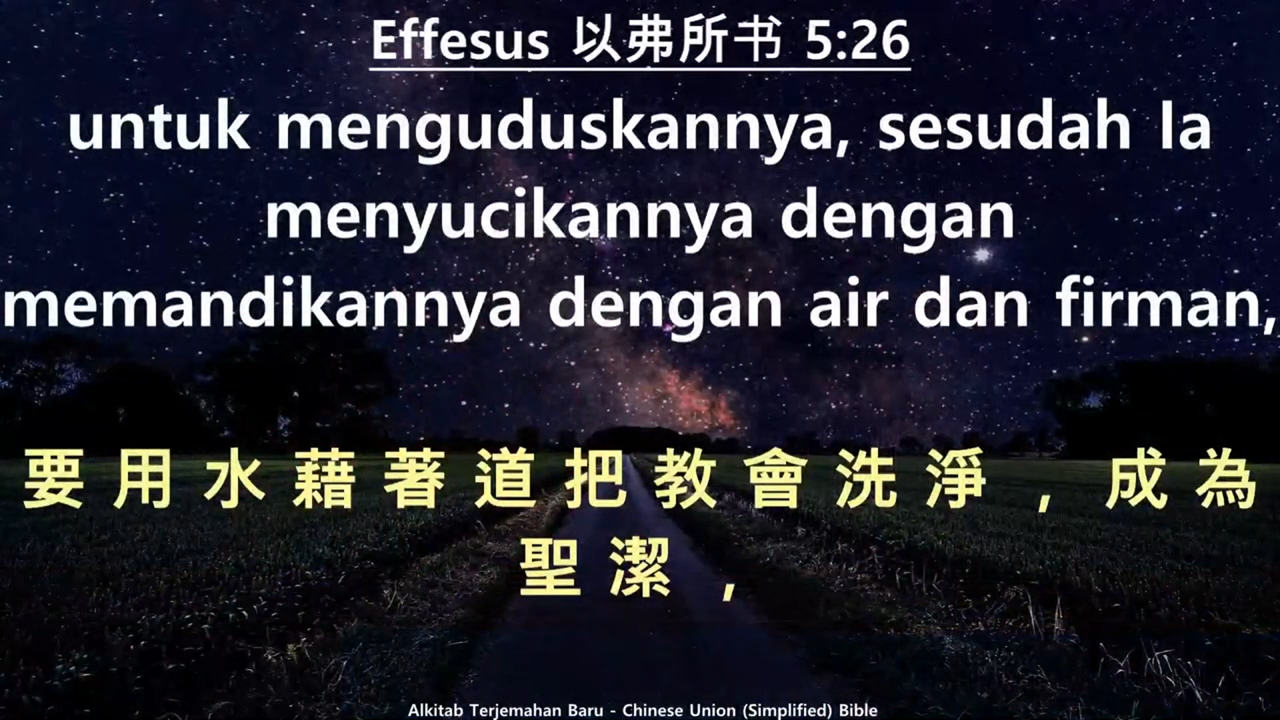 Effesus 以弗所书 5:26
untuk menguduskannya, sesudah Ia
menyucikannya dengan
memandikannya dengan air dan firman,
要 用 水 藉 著 道 把 教 會 洗 淨 ， 成 為
聖 潔 ，
Alkitab Terjemahan Baru - Chinese Union (Simplified) Bible